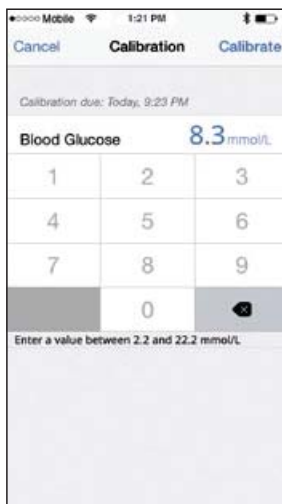 Mobile 1:21 PM
Cancel Calibration Calibrate
Calibration due: Today, 9:23 PM
Blood Glucose 8.3 mmol/L
1 2 3
4 5 6
7 8 9
0
Enter a value between 2.2 and 22.2 mmol/L